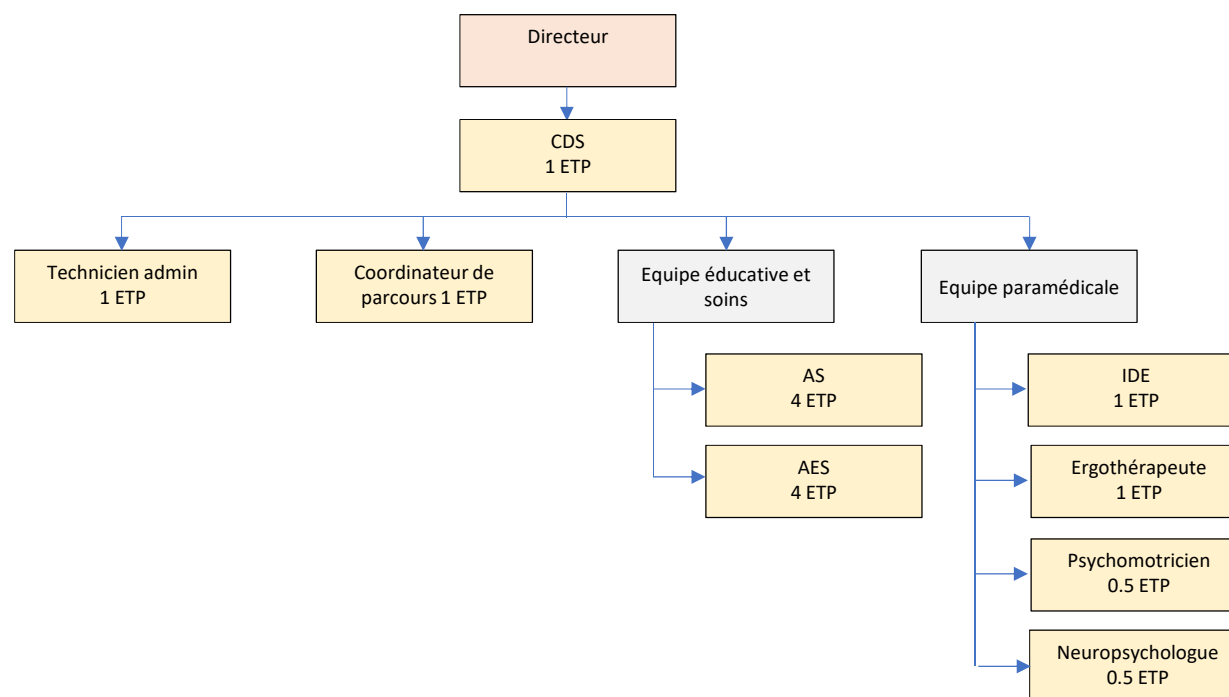 Directeur
CDS
1 ETP
Technicien admin
1 ETP
Coordinateur de
parcours 1 ETP
Equipe éducative et
soins
Equipe paramédicale
AS
4 ETP
IDE
1 ETP
AES
4 ETP
Ergothérapeute
1 ETP
Psychomotricien
0.5 ETP
Neuropsychologue
0.5 ETP